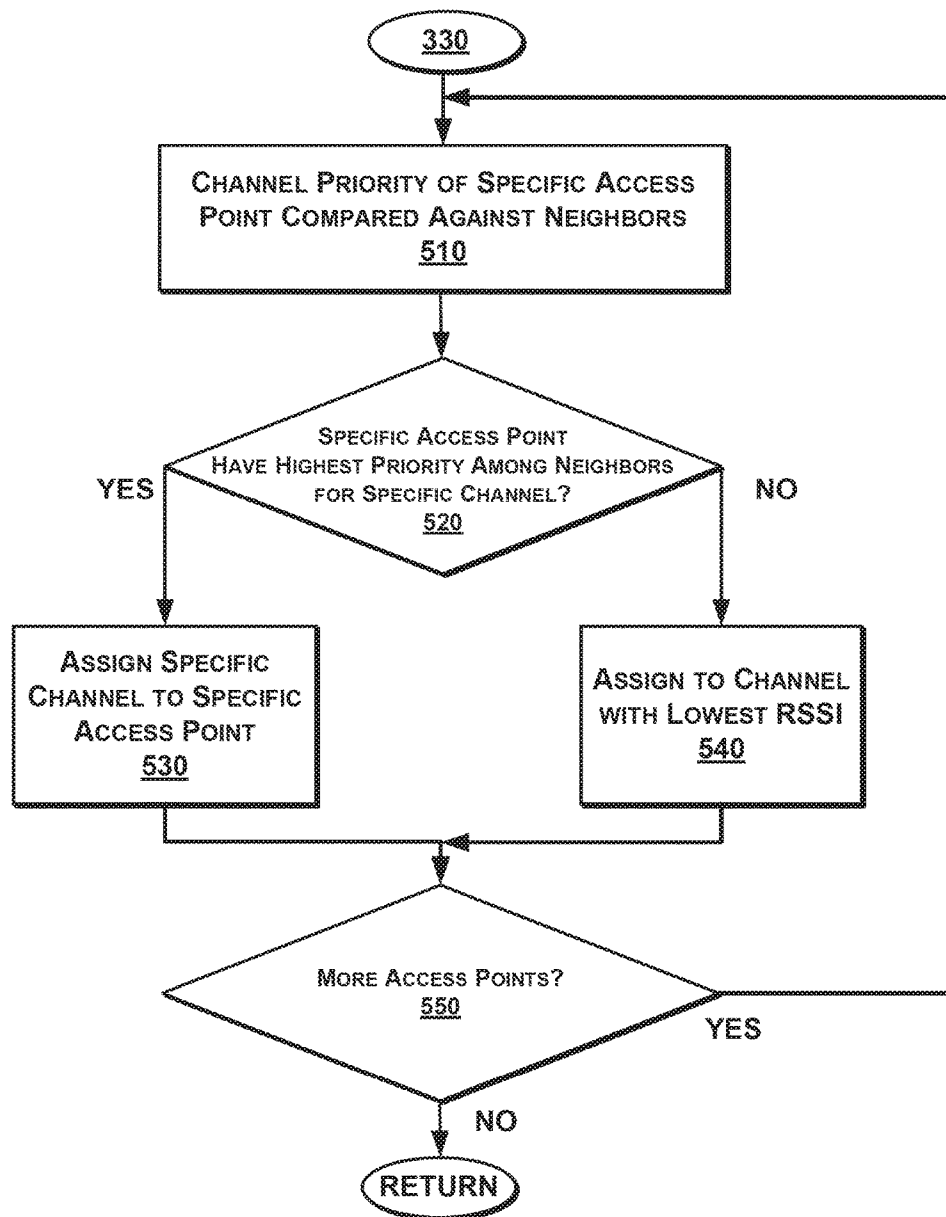 330
CHANNEL PRIORITY OF SPECIFIC ACCESS
POINT COMPARED AGAINST NEIGHBORS
510
SPECIFIC ACCESS POINT
HAVE HIGHEST PRIORITY AMONG NEIGHBORS
FOR SPECIFIC CHANNEL?
520
YES
NO
ASSIGN SPECIFIC
CHANNEL TO SPECIFIC
ACCESS POINT
530
ASSIGN TO CHANNEL
WITH LOWEST RSSI
540
MORE ACCESS POINTS?
550
YES
NO
RETURN